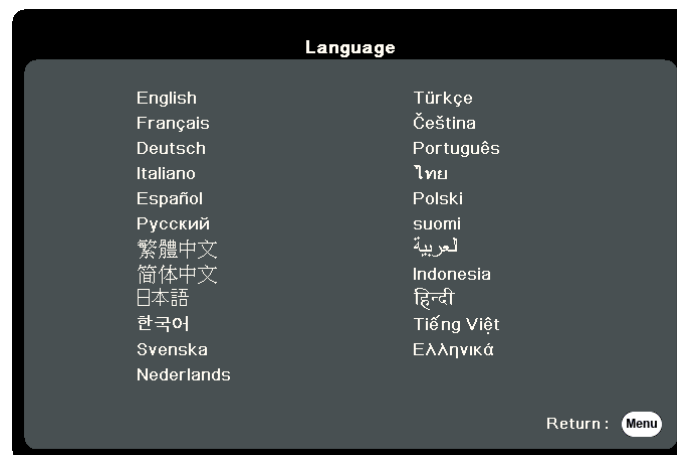 Language
English
Français
Deutsch
Italiano
Español
Русский
繁體中文
简体中文
日本語
한국어
Svenska
Nederlands
Türkçe
Čeština
Português
ไทย
Polski
suomi
العربية
Indonesia
हिन्दी
Tiếng Việt
Ελληνικά
Return : Menu